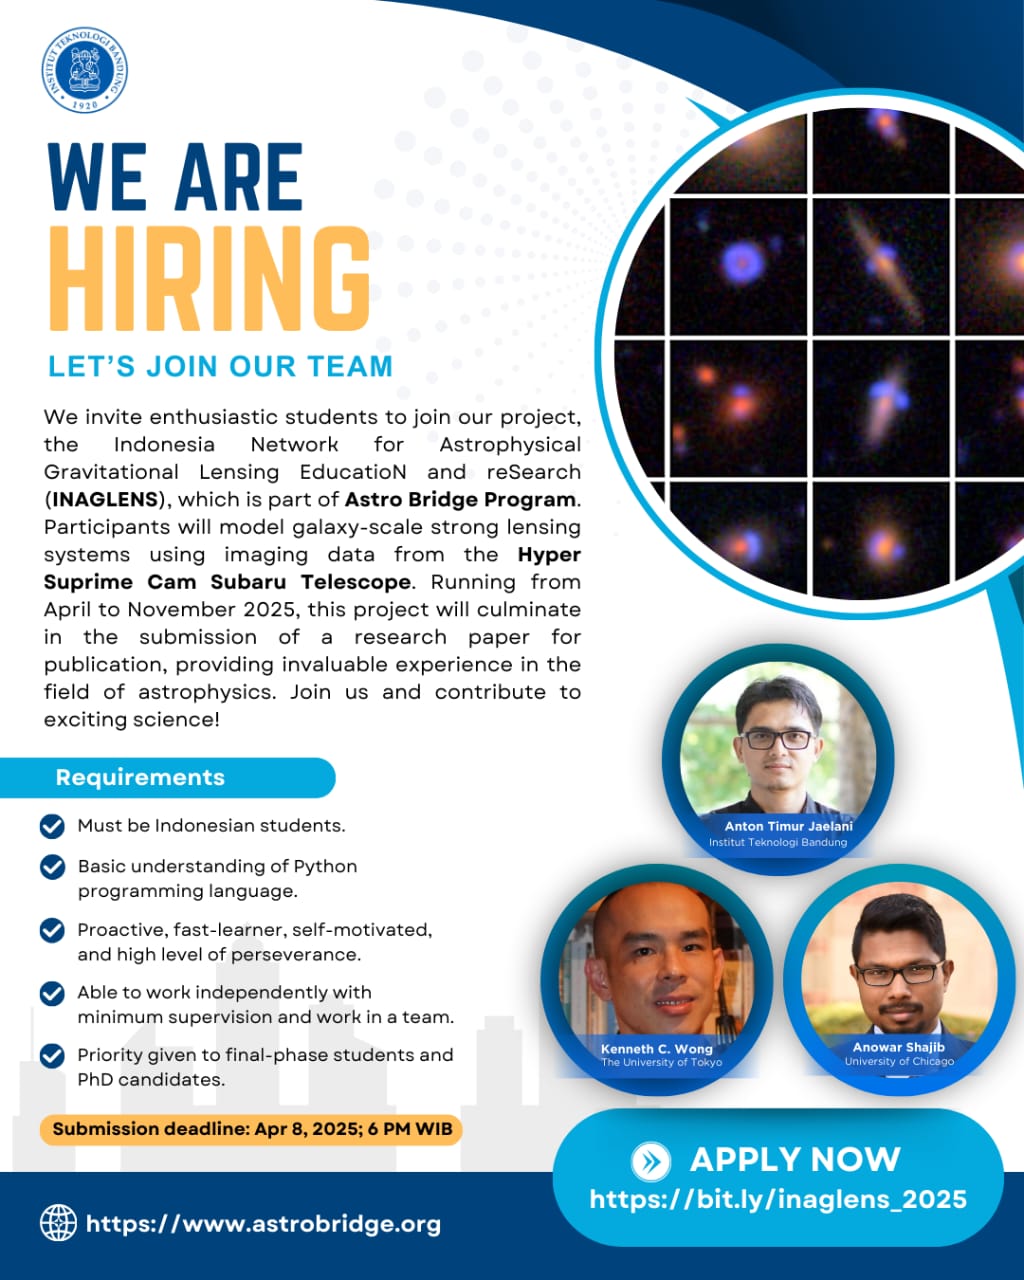 INSTITUT TEKNOLOGI BANDUNG
1920
WE ARE
HIRING
LET'S JOIN OUR TEAM
We invite enthusiastic students to join our project,
the Indonesia Network for Astrophysical
Gravitational Lensing EducatioN and reSearch
(INAGLENS), which is part of Astro Bridge Program.
Participants will model galaxy-scale strong lensing
systems using imaging data from the Hyper
Suprime Cam Subaru Telescope. Running from
April to November 2025, this project will culminate
in the submission of a research paper for
publication, providing invaluable experience in the
field of astrophysics. Join us and contribute to
exciting science!
Requirements
Must be Indonesian students.
Basic understanding of Python
programming language.
Proactive, fast-learner, self-motivated,
and high level of perseverance.
Able to work independently with
minimum supervision and work in a team.
Priority given to final-phase students and
PhD candidates.
Submission deadline: Apr 8, 2025; 6 PM WIB
https://www.astrobridge.org
Anton Timur Jaelani
Institut Teknologi Bandung
Kenneth C. Wong
The University of Tokyo
Anowar Shajib
University of Chicago
APPLY NOW
https://bit.ly/inaglens_2025